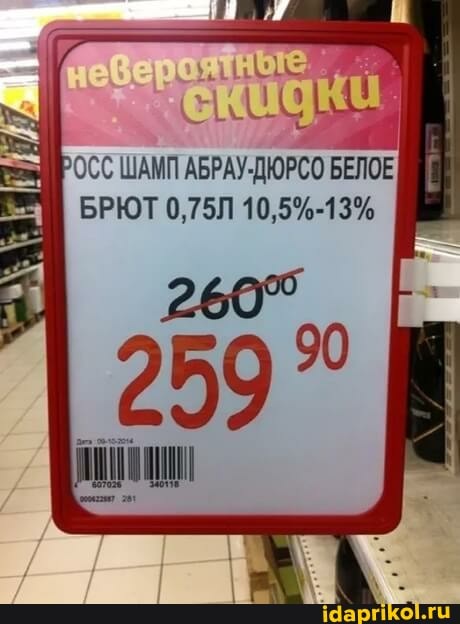 невероятные
скидки
РОСС ШАМП АБРАУ-ДЮРСО БЕЛОЕ
БРЮТ 0,75Л 10,5%-13%
260 00
259 90
Дата : 09-10-2014
4 607026 340118
000622887 281
idaprikol.ru